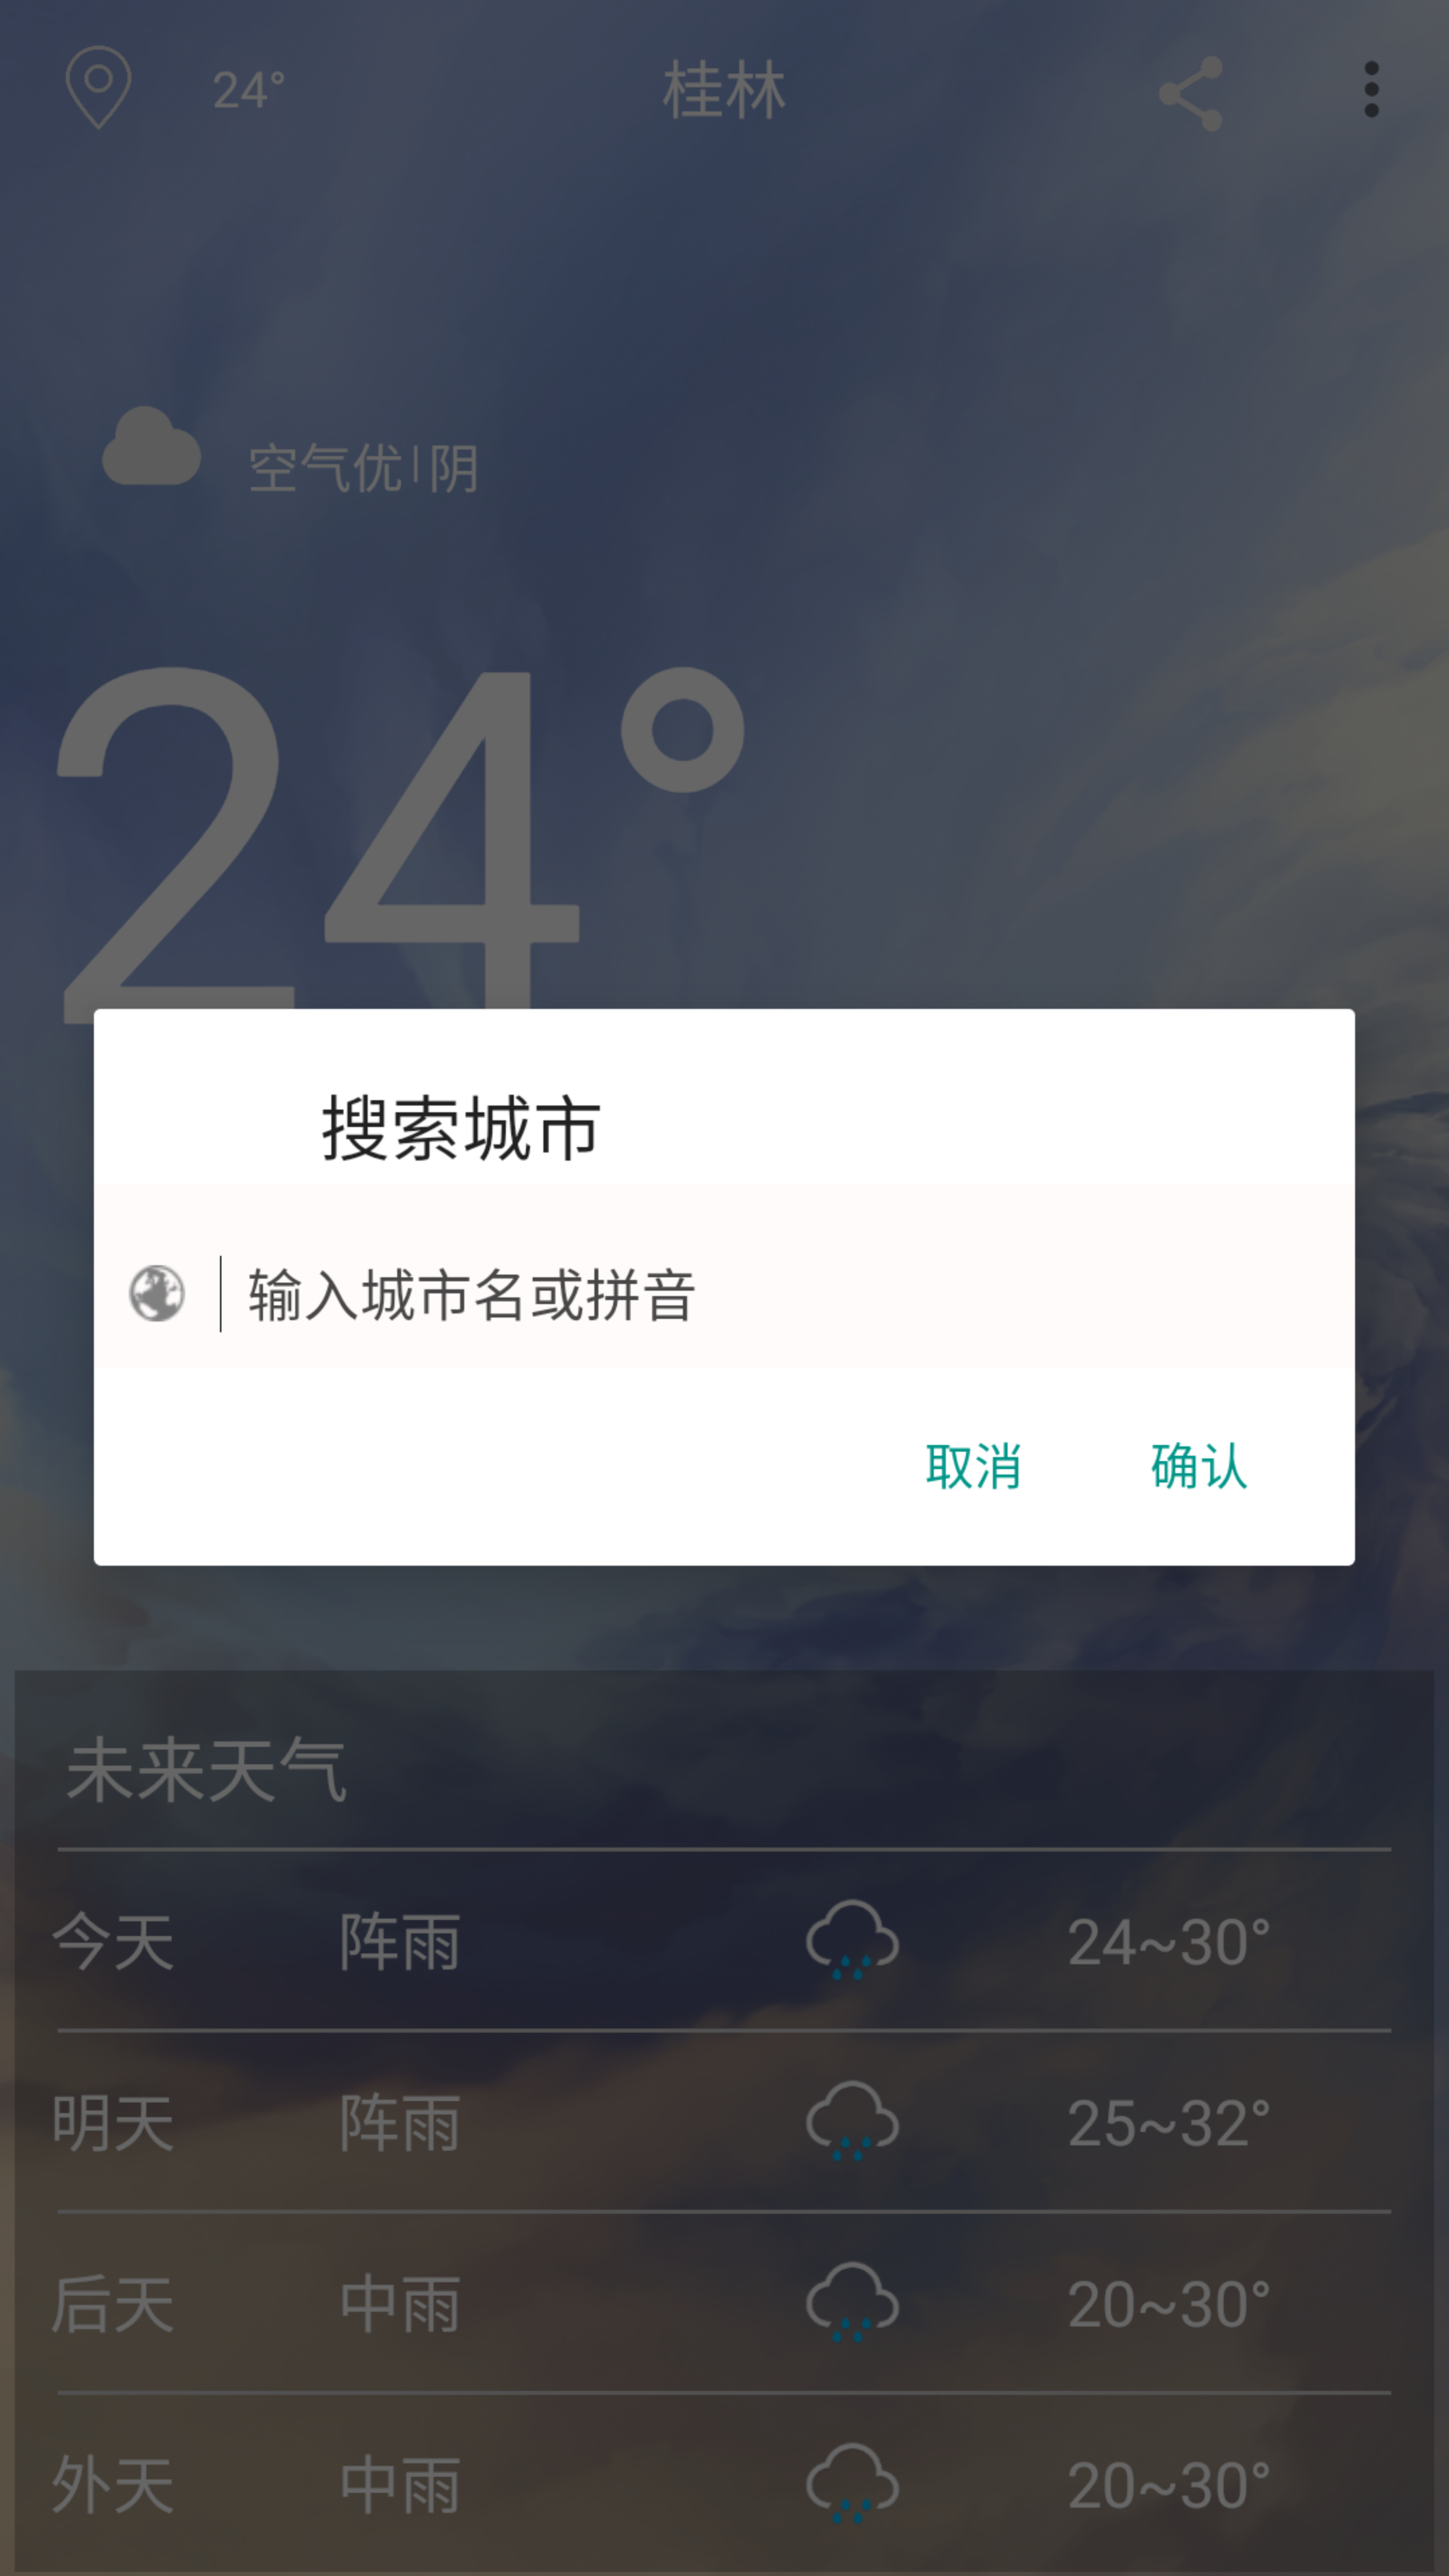 24°
桂林
空气优|阴
24°
搜索城市
输入城市名或拼音
取消 确认
未来天气
今天 阵雨 24~30°
明天 阵雨 25~32°
后天 中雨 20~30°
外天 中雨 20~30°